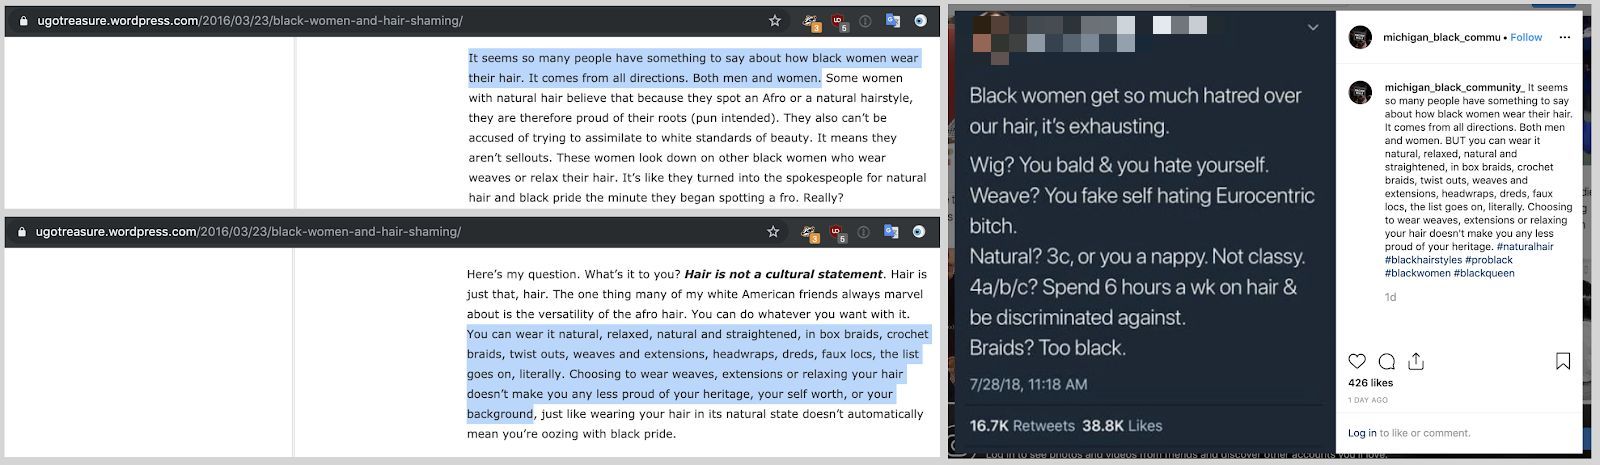 ugotreasure.wordpress.com/2016/03/23/black-women-and-hair-shaming/
3
5
It seems so many people have something to say about how black women wear
their hair. It comes from all directions. Both men and women. Some women
with natural hair believe that because they spot an Afro or a natural hairstyle,
they are therefore proud of their roots (pun intended). They also can't be
accused of trying to assimilate to white standards of beauty. It means they
aren't sellouts. These women look down on other black women who wear
weaves or relax their hair. It's like they turned into the spokespeople for natural
hair and black pride the minute they began spotting a fro. Really?
ugotreasure.wordpress.com/2016/03/23/black-women-and-hair-shaming/
3
6
Here's my question. What's it to you? Hair is not a cultural statement. Hair is
just that, hair. The one thing many of my white American friends always marvel
about is the versatility of the afro hair. You can do whatever you want with it.
You can wear it natural, relaxed, natural and straightened, in box braids, crochet
braids, twist outs, weaves and extensions, headwraps, dreds, faux locs, the list
goes on, literally. Choosing to wear weaves, extensions or relaxing your hair
doesn't make you any less proud of your heritage, your self worth, or your
background, just like wearing your hair in its natural state doesn't automatically
mean you're oozing with black pride.
Black women get so much hatred over
our hair, it's exhausting.
Wig? You bald & you hate yourself.
Weave? You fake self hating Eurocentric
bitch.
Natural? 3c, or you a nappy. Not classy.
4a/b/c? Spend 6 hours a wk on hair &
be discriminated against.
Braids? Too black.
7/28/18, 11:18 AM
16.7K Retweets 38.8K Likes
michigan_black_commu • Follow
michigan_black_community_ It seems
so many people have something to say
about how black women wear their hair.
It comes from all directions. Both men
and women. BUT you can wear it
natural, relaxed, natural and
straightened, in box braids, crochet
braids, twist outs, weaves and
extensions, headwraps, dreds, faux
locs, the list goes on, literally. Choosing
to wear weaves, extensions or relaxing
your hair doesn't make you any less
proud of your heritage. #naturalhair
#blackhairstyles #problack
#blackwomen #blackqueen
1d
426 likes
1 DAY AGO
Log in to like or comment.
Log in to see photos and videos from friends and discover other accounts you'll love.